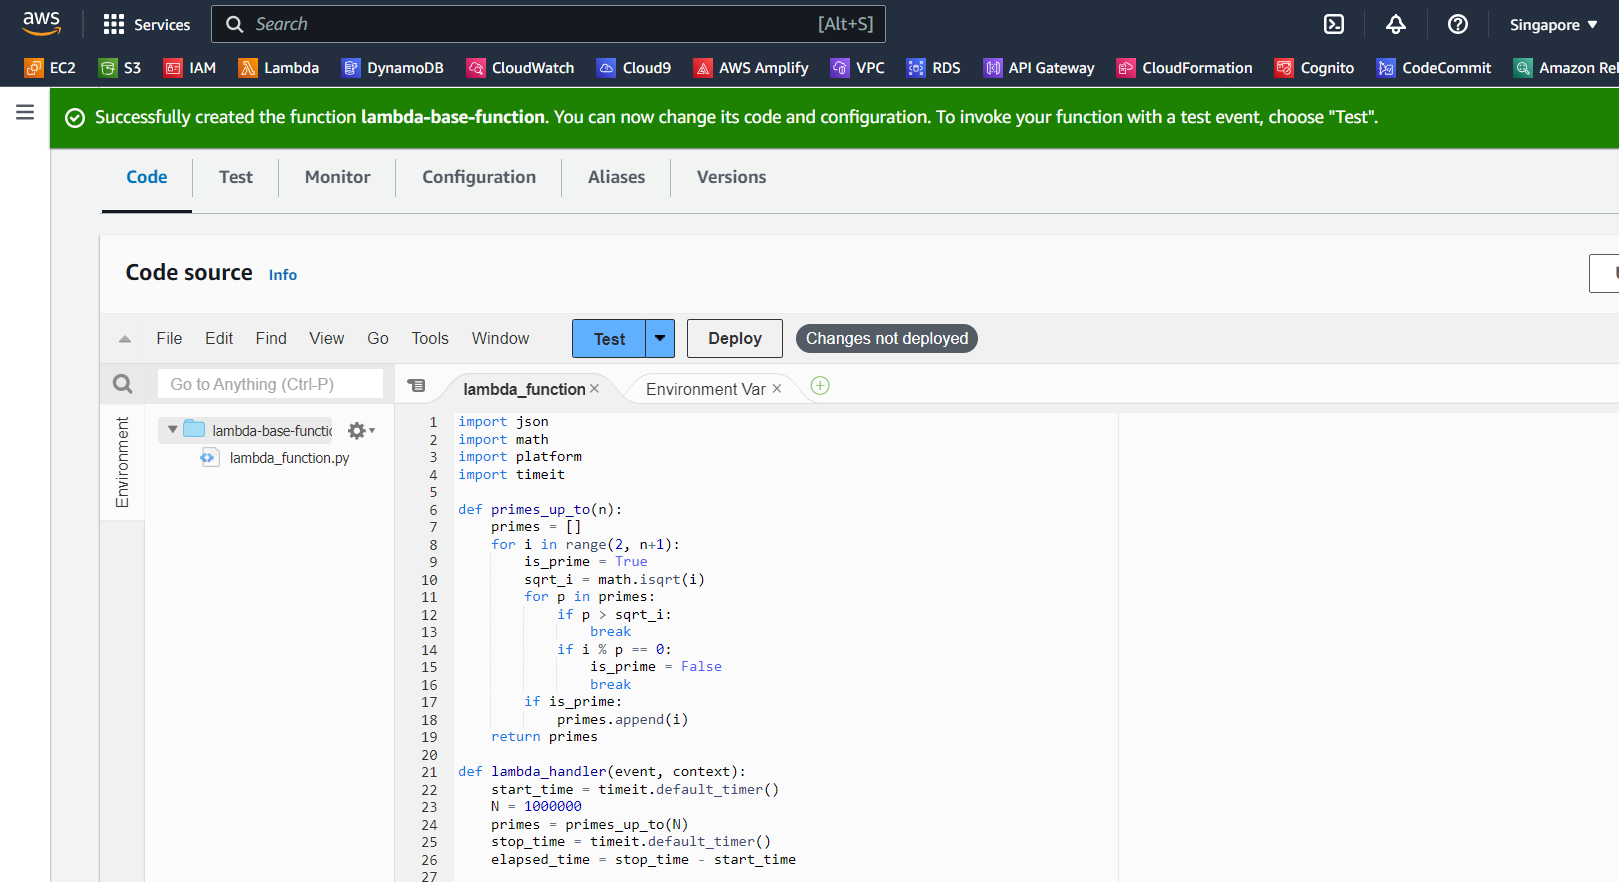 aws Services Search [Alt+S] Singapore
EC2 S3 IAM Lambda DynamoDB CloudWatch Cloud9 AWS Amplify VPC RDS API Gateway CloudFormation Cognito CodeCommit Amazon Rel
Successfully created the function lambda-base-function. You can now change its code and configuration. To invoke your function with a test event, choose "Test".
Code Test Monitor Configuration Aliases Versions
Code source Info
File Edit Find View Go Tools Window Test Deploy Changes not deployed
Go to Anything (Ctrl-P) lambda_function × Environment Var ×
Environment
lambda-base-functio
lambda_function.py
1 import json
2 import math
3 import platform
4 import timeit
5
6 def primes_up_to(n):
7 primes = []
8 for i in range(2, n+1):
9 is_prime = True
10 sqrt_i = math.isqrt(i)
11 for p in primes:
12 if p > sqrt_i:
13 break
14 if i % p == 0:
15 is_prime = False
16 break
17 if is_prime:
18 primes.append(i)
19 return primes
20
21 def lambda_handler(event, context):
22 start_time = timeit.default_timer()
23 N = 1000000
24 primes = primes_up_to(N)
25 stop_time = timeit.default_timer()
26 elapsed_time = stop_time - start_time
27